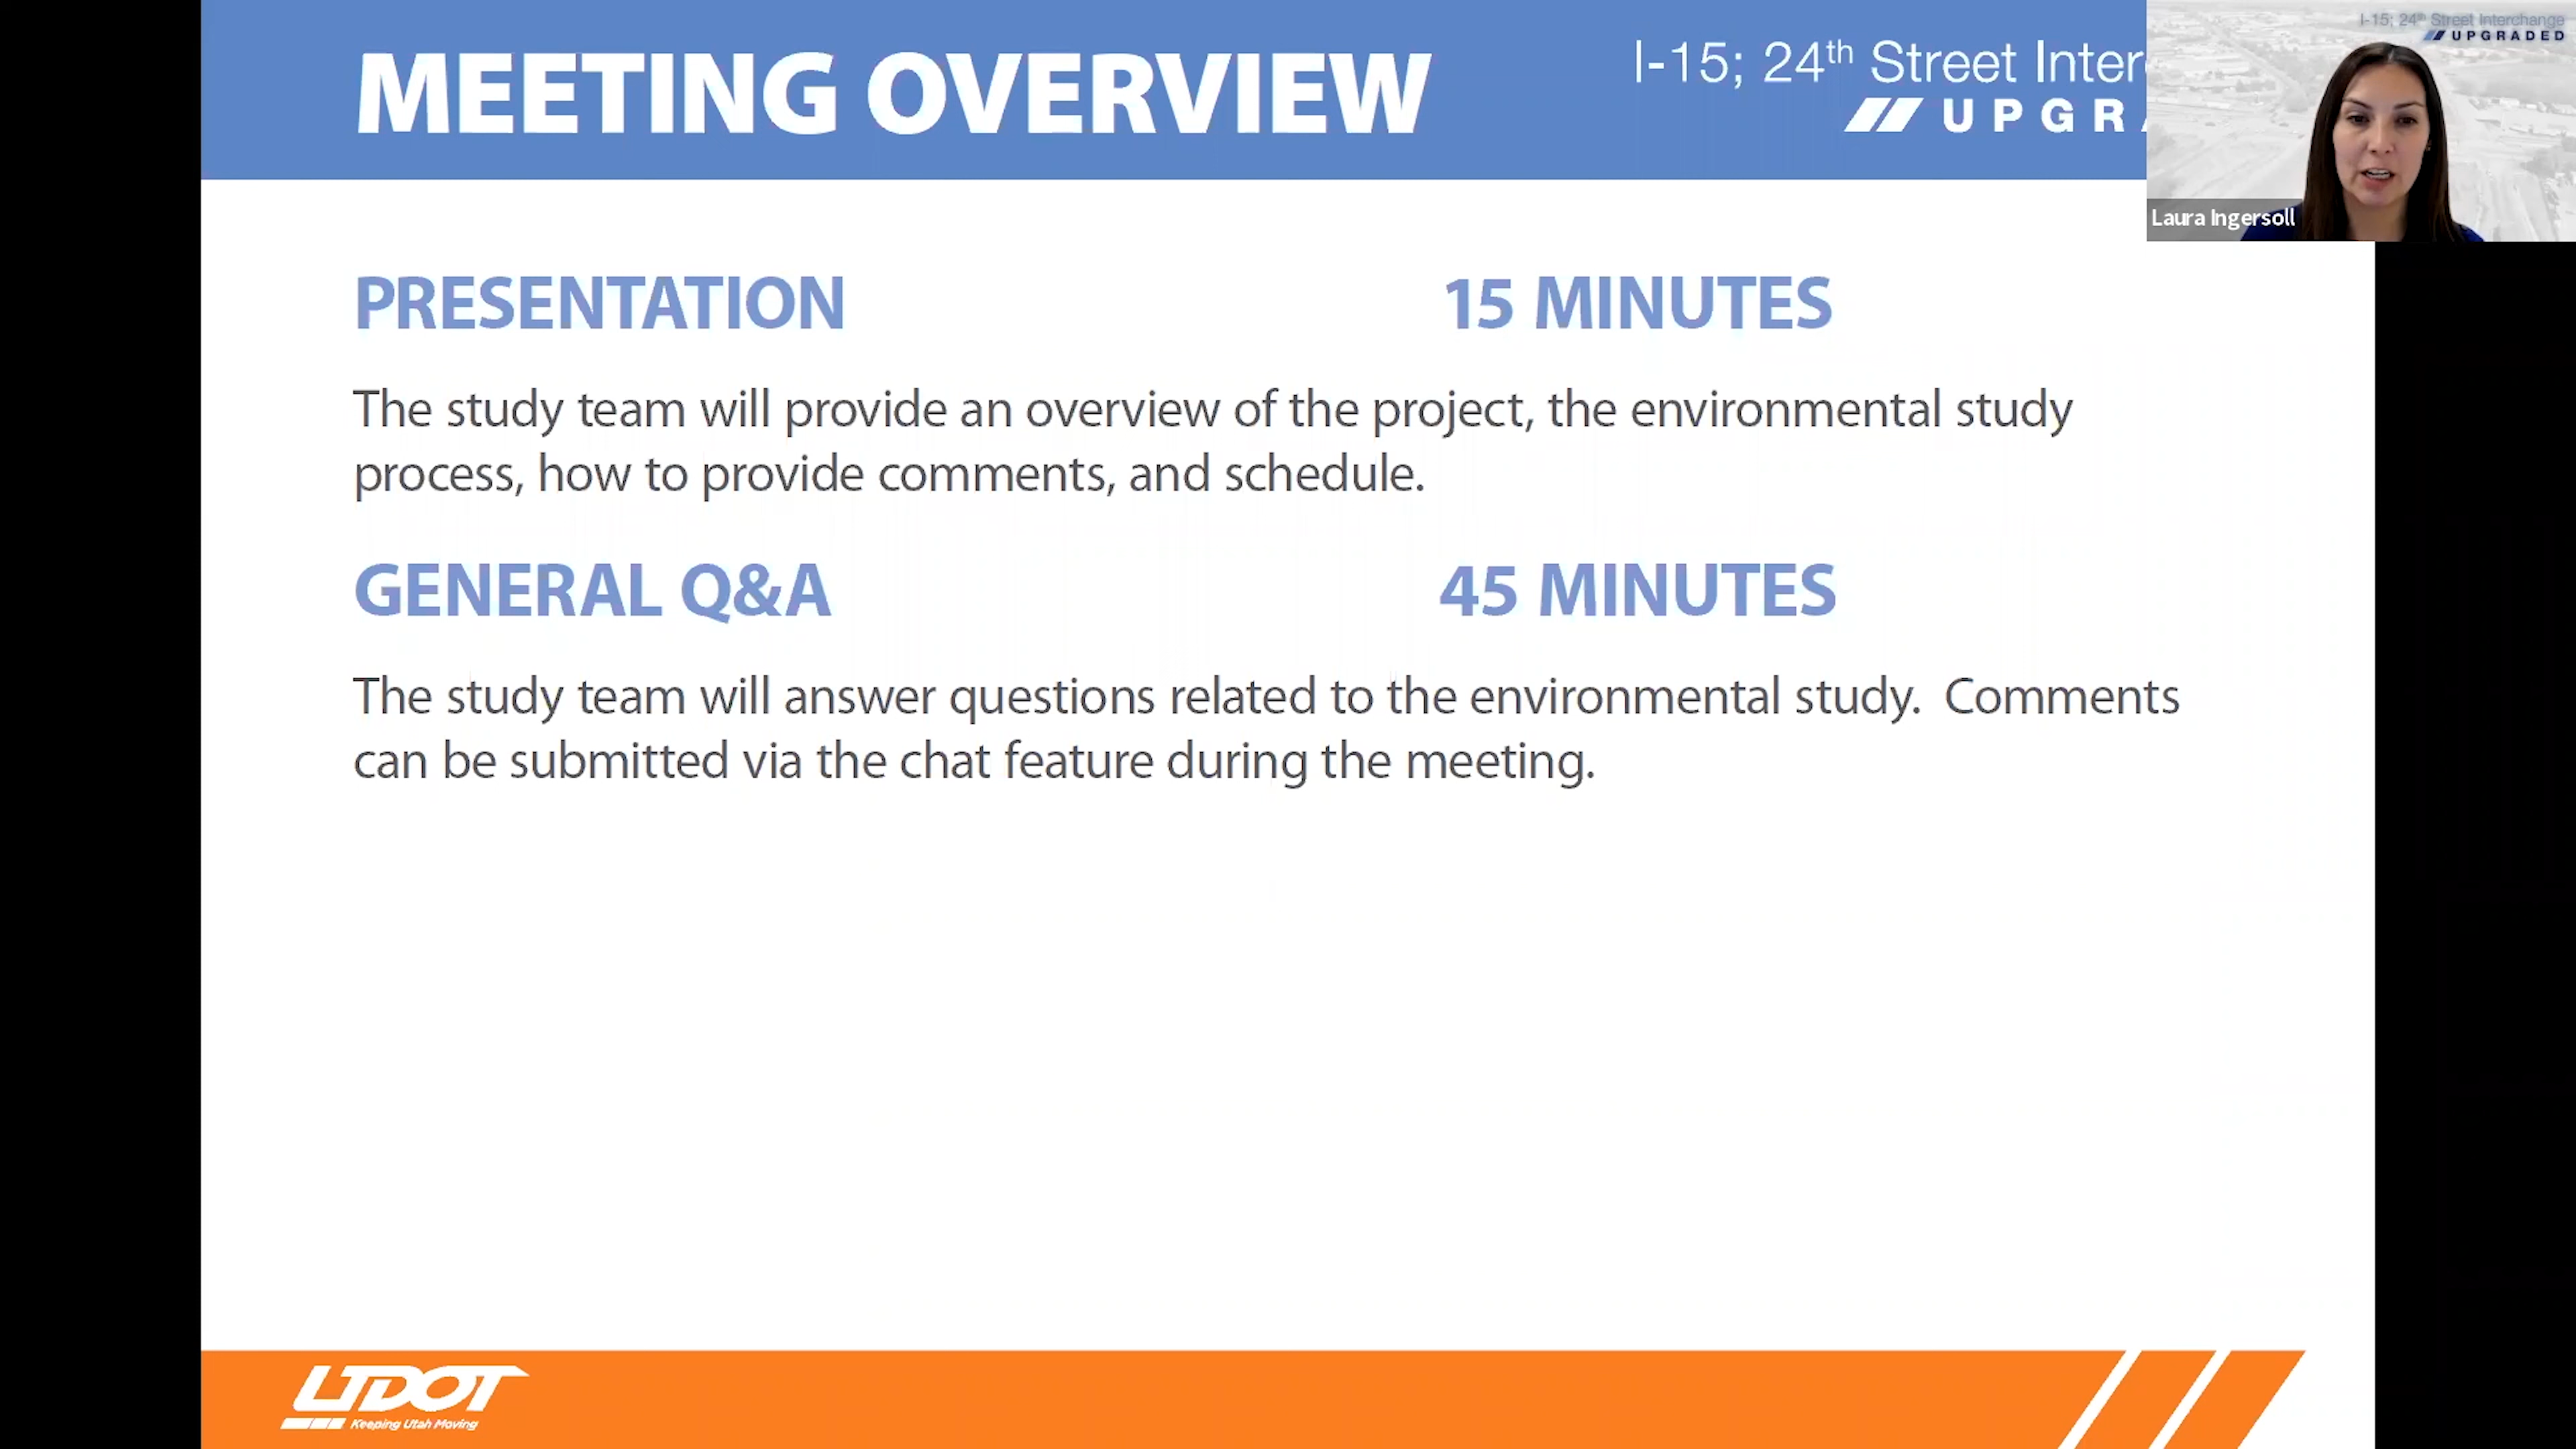 MEETING OVERVIEW
I-15; 24th Street Inter
UPGRA
I-15; 24th Street Interchange
UPGRADED
Laura Ingersoll
PRESENTATION 15 MINUTES
The study team will provide an overview of the project, the environmental study
process, how to provide comments, and schedule.
GENERAL Q&A 45 MINUTES
The study team will answer questions related to the environmental study. Comments
can be submitted via the chat feature during the meeting.
UDOT
Keeping Utah Moving